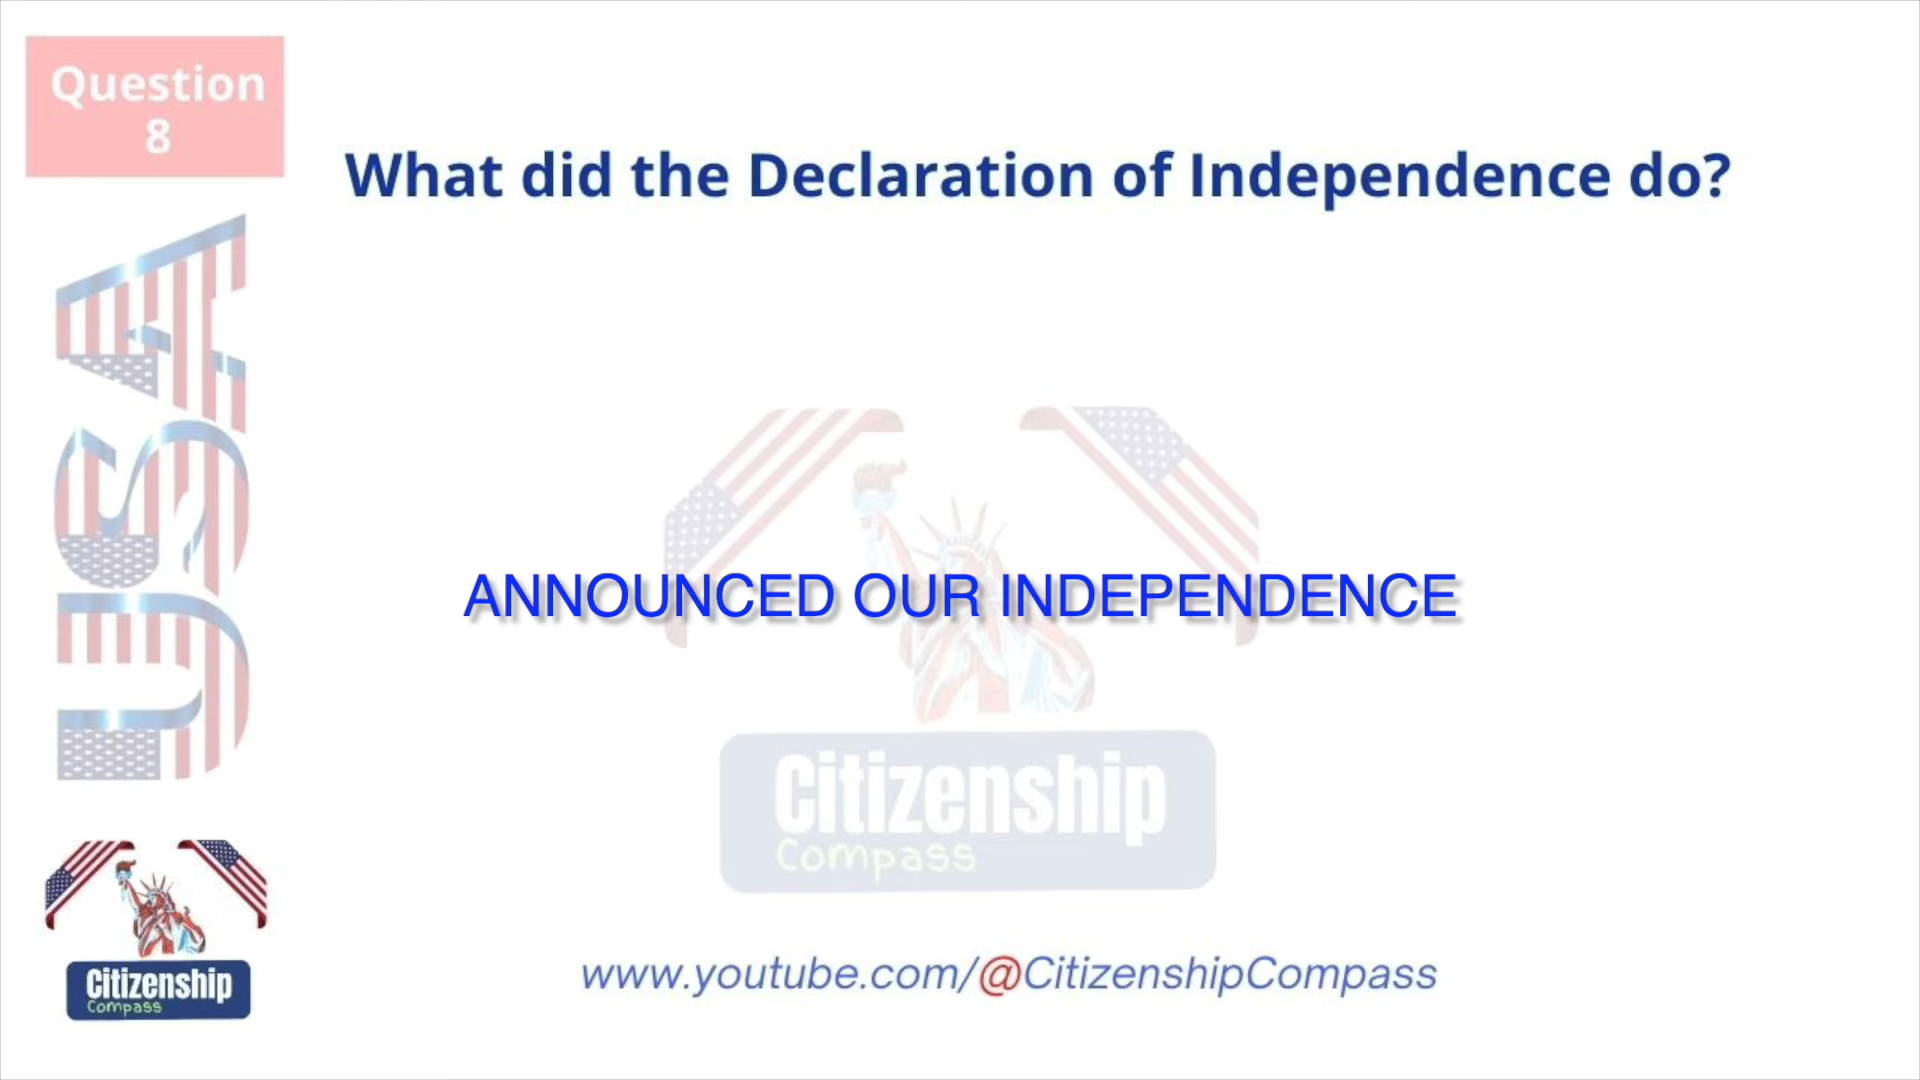 Question
8
What did the Declaration of Independence do?
ANNOUNCED OUR INDEPENDENCE
Citizenship
Compass
Citizenship
Compass
www.youtube.com/@CitizenshipCompass
USA